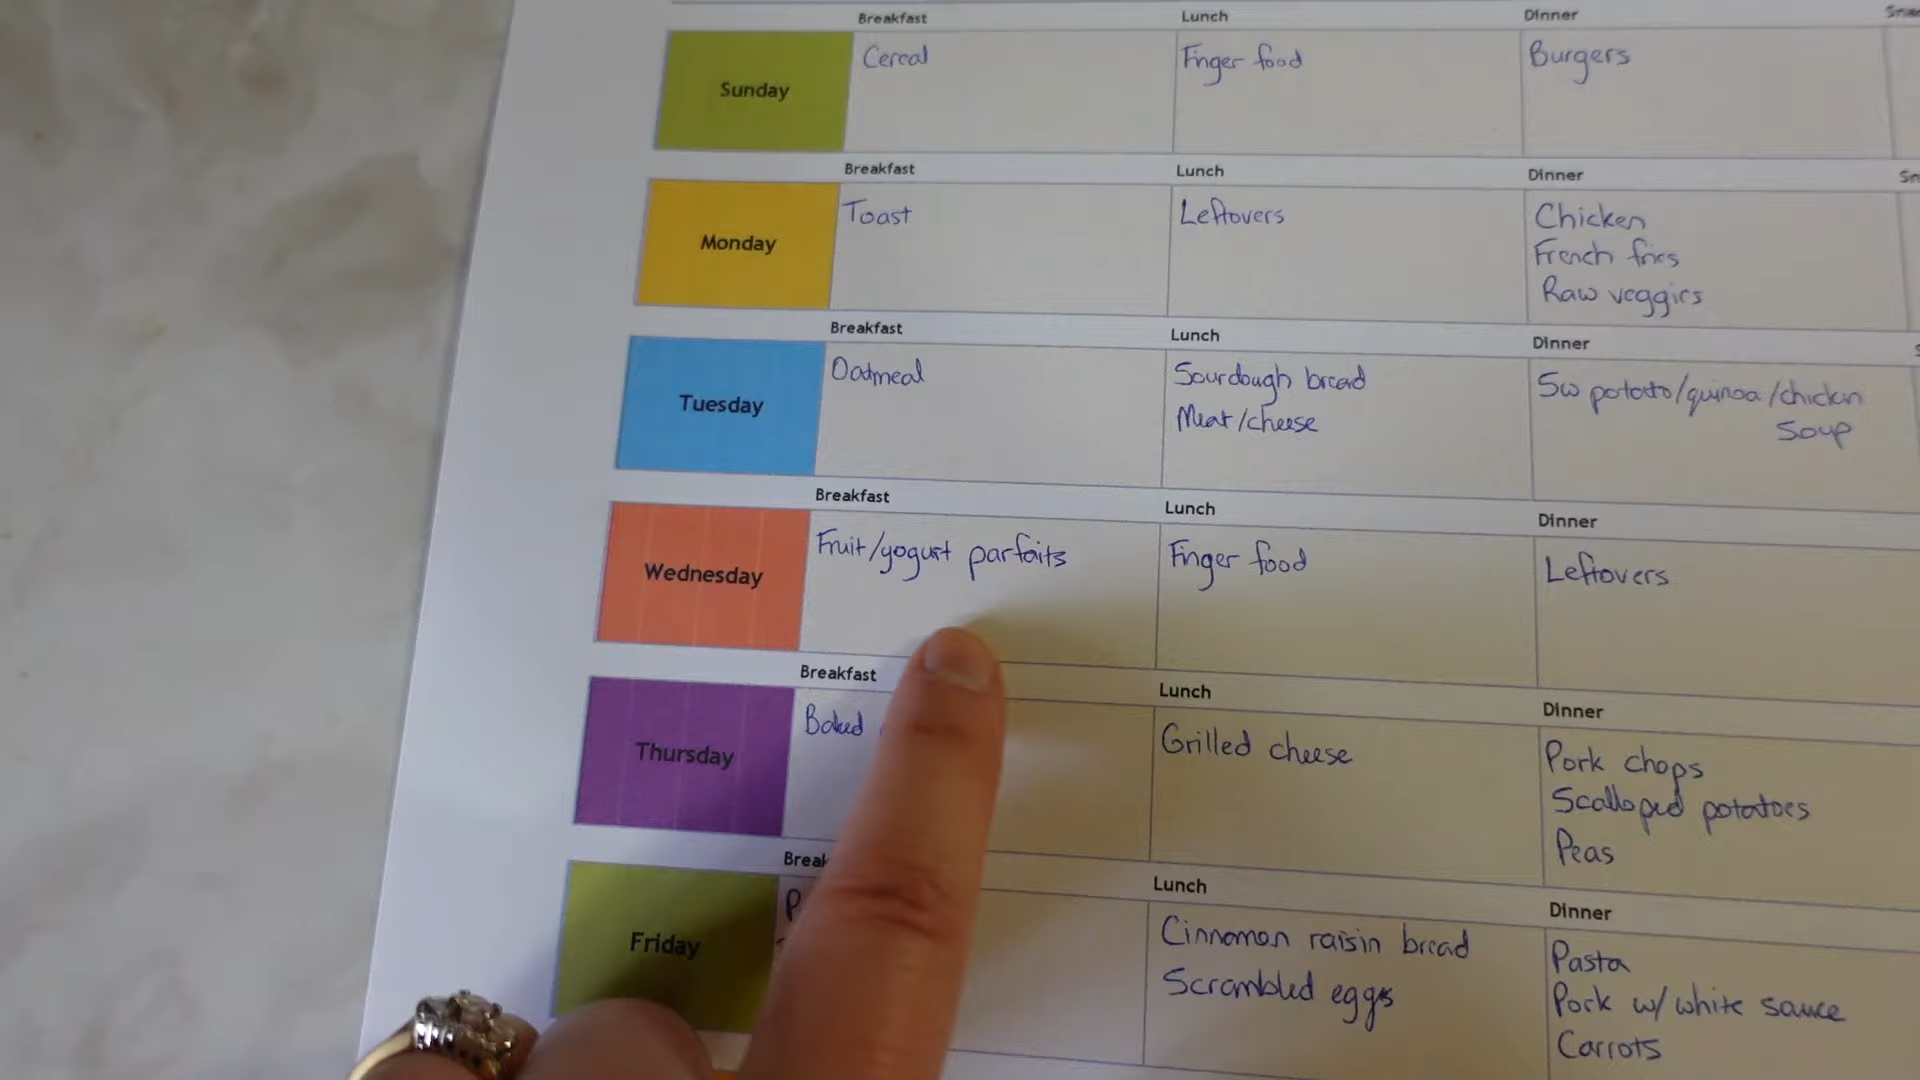 Breakfast Lunch Dinner
Sunday Cereal Finger food Burgers
Breakfast Lunch Dinner
Monday Toast Leftovers Chicken
French fries
Raw veggies
Breakfast Lunch Dinner
Tuesday Oatmeal Sourdough bread Sw potato/quinoa/chicken
Meat/cheese Soup
Breakfast Lunch Dinner
Wednesday Fruit/yogurt parfaits Finger food Leftovers
Breakfast Lunch Dinner
Thursday Baked Grilled cheese Pork chops
Scalloped potatoes
Peas
Lunch Dinner
Friday Cinnamon raisin bread Pasta
Scrambled eggs Pork w/ white sauce
Carrots